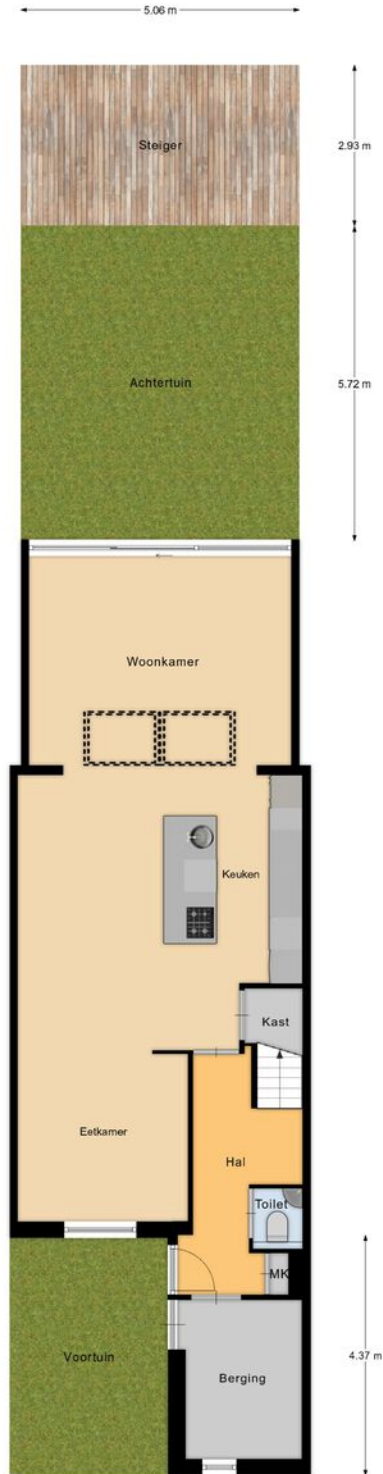 5.06 m
Steiger
2.93 m
Achtertuin
5.72 m
Woonkamer
Keuken
Kast
Eetkamer
Hal
Toilet
MK
Voortuin
4.37 m
Berging